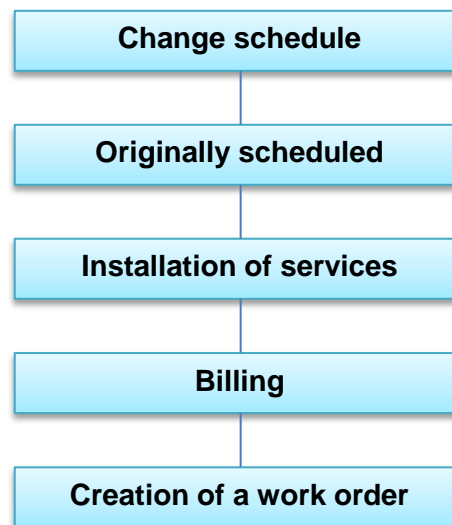 Change schedule
Originally scheduled
Installation of services
Billing
Creation of a work order